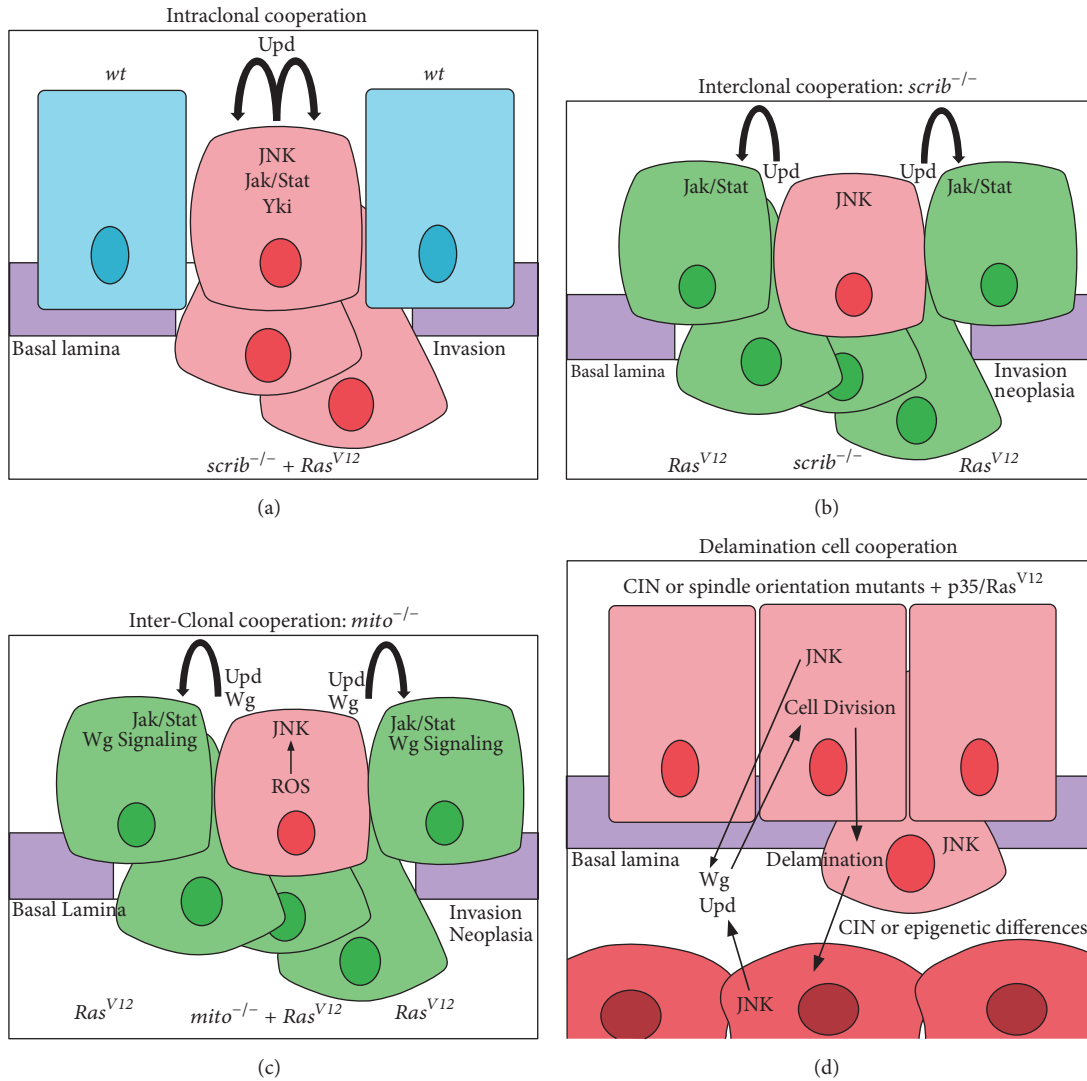 Intraclonal cooperation
Upd
wt
wt
JNK
Jak/Stat
Yki
Basal lamina
Invasion
scrib−/− + RasV12
(a)
Interclonal cooperation: scrib−/−
Upd
Upd
Jak/Stat
JNK
Jak/Stat
Basal lamina
Invasion
neoplasia
RasV12
scrib−/−
RasV12
(b)
Inter-Clonal cooperation: mito−/−
Upd
Wg
Upd
Wg
Jak/Stat
Wg Signaling
JNK
ROS
Jak/Stat
Wg Signaling
Basal Lamina
Invasion
Neoplasia
RasV12
mito−/− + RasV12
RasV12
(c)
Delamination cell cooperation
CIN or spindle orientation mutants + p35/RasV12
JNK
Cell Division
Basal lamina
Delamination
JNK
Wg
Upd
CIN or epigenetic differences
JNK
(d)